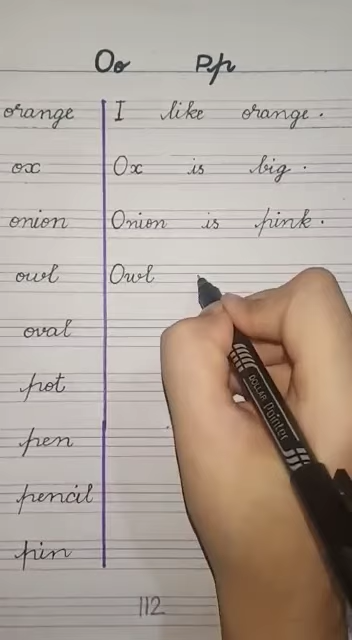 Oo Pp
orange I like orange.
ox Ox is big.
onion Onion is pink.
owl Owl
oval
pot
pen
pencil
pin
DOLLAR Pointer
112